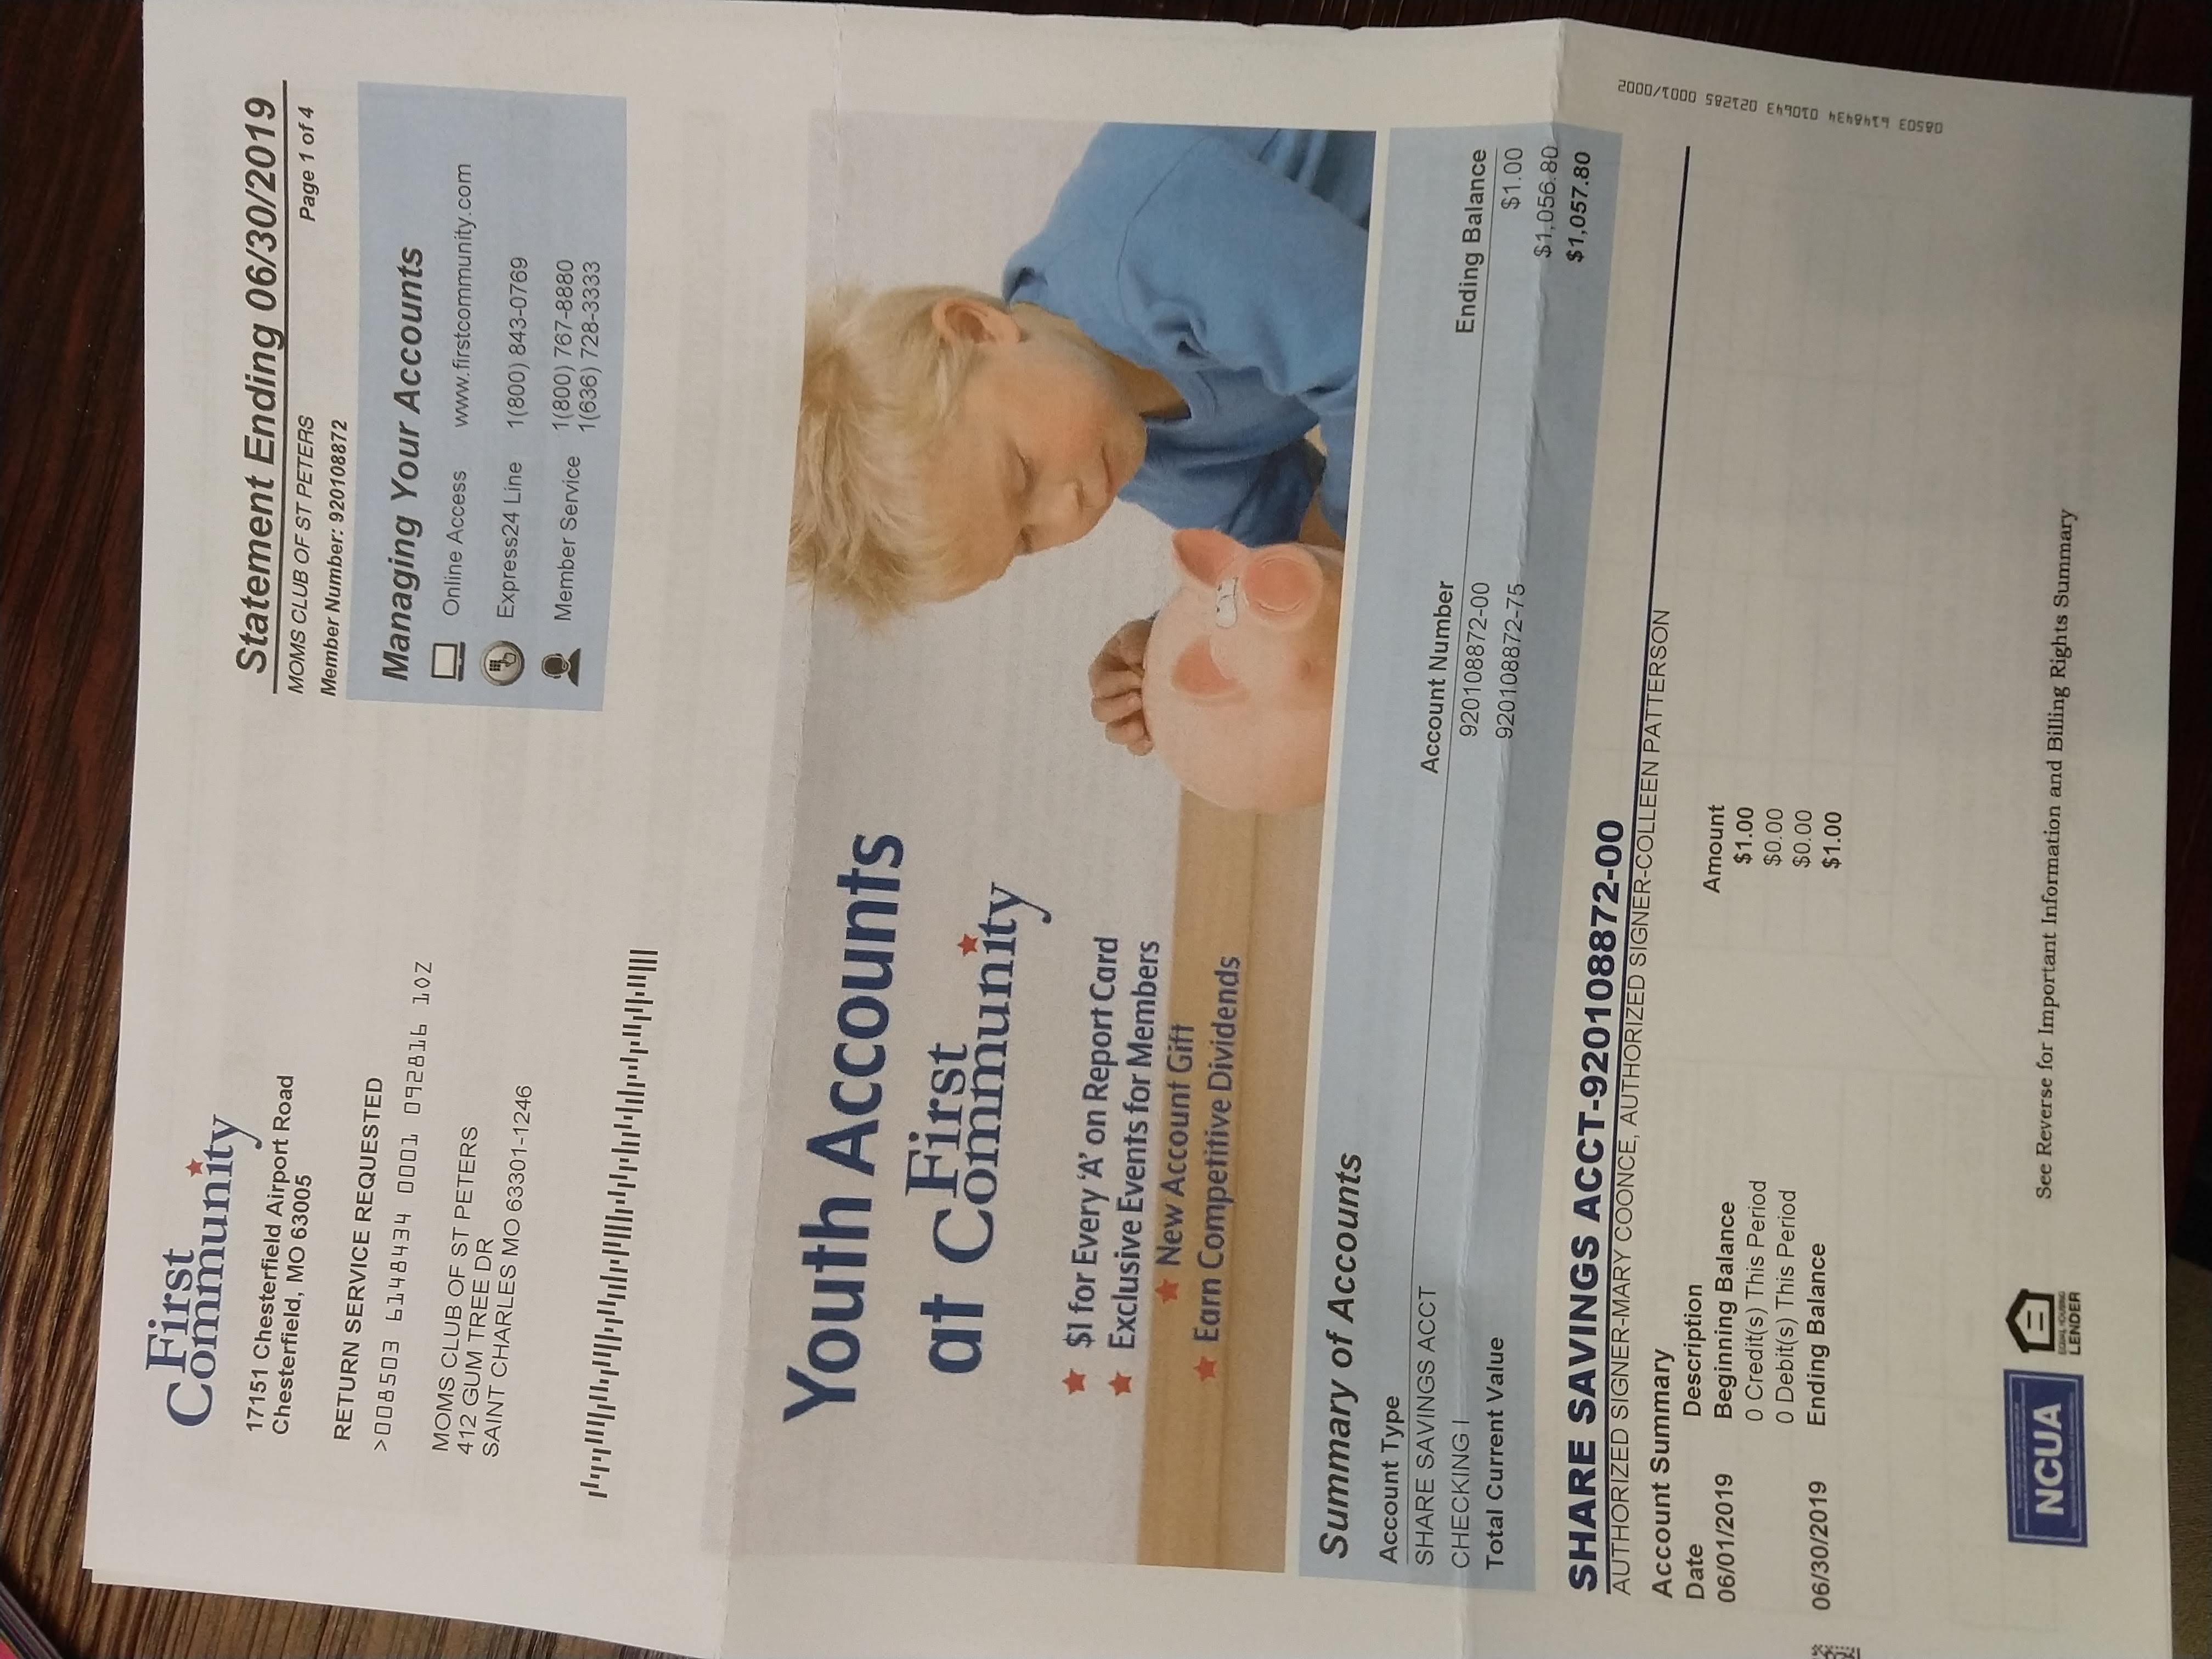 First
Community
17151 Chesterfield Airport Road
Chesterfield, MO 63005
RETURN SERVICE REQUESTED
>008503 6148434 0001 092816 10Z
MOMS CLUB OF ST PETERS
412 GUM TREE DR
SAINT CHARLES MO 63301-1246
Statement Ending 06/30/2019
MOMS CLUB OF ST PETERS Page 1 of 4
Member Number: 92010872
Managing Your Accounts
Online Access www.firstcommunity.com
Express24 Line 1(800) 843-0769
Member Service 1(800) 767-8880
1(636) 728-3333
Youth Accounts
at First
Community
$1 for Every 'A' on Report Card
Exclusive Events for Members
New Account Gift
Earn Competitive Dividends
Summary of Accounts
Account Type Account Number Ending Balance
SHARE SAVINGS ACCT 9201088872-00 $1.00
CHECKING I 9201088872-75 $1,056.80
Total Current Value $1,057.80
SHARE SAVINGS ACCT-9201088872-00
AUTHORIZED SIGNER-MARY COONCE, AUTHORIZED SIGNER-COLLEEN PATTERSON
Account Summary
Date Description Amount
06/01/2019 Beginning Balance $1.00
0 Credit(s) This Period $0.00
0 Debit(s) This Period $0.00
06/30/2019 Ending Balance $1.00
08503 6148434 010643 021285 0001/0002
NCUA
EQUAL HOUSING
LENDER
See Reverse for Important Information and Billing Rights Summary